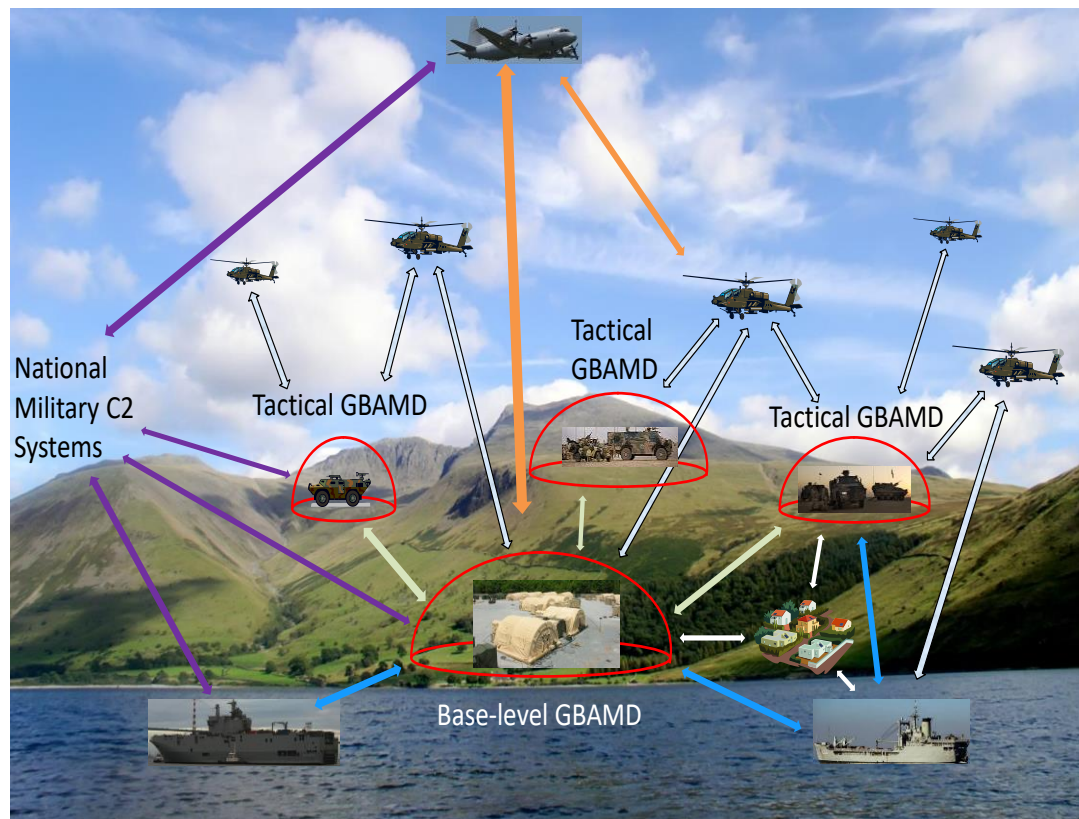 National
Military C2
Systems
Tactical GBAMD
Tactical
GBAMD
Tactical GBAMD
Base-level GBAMD